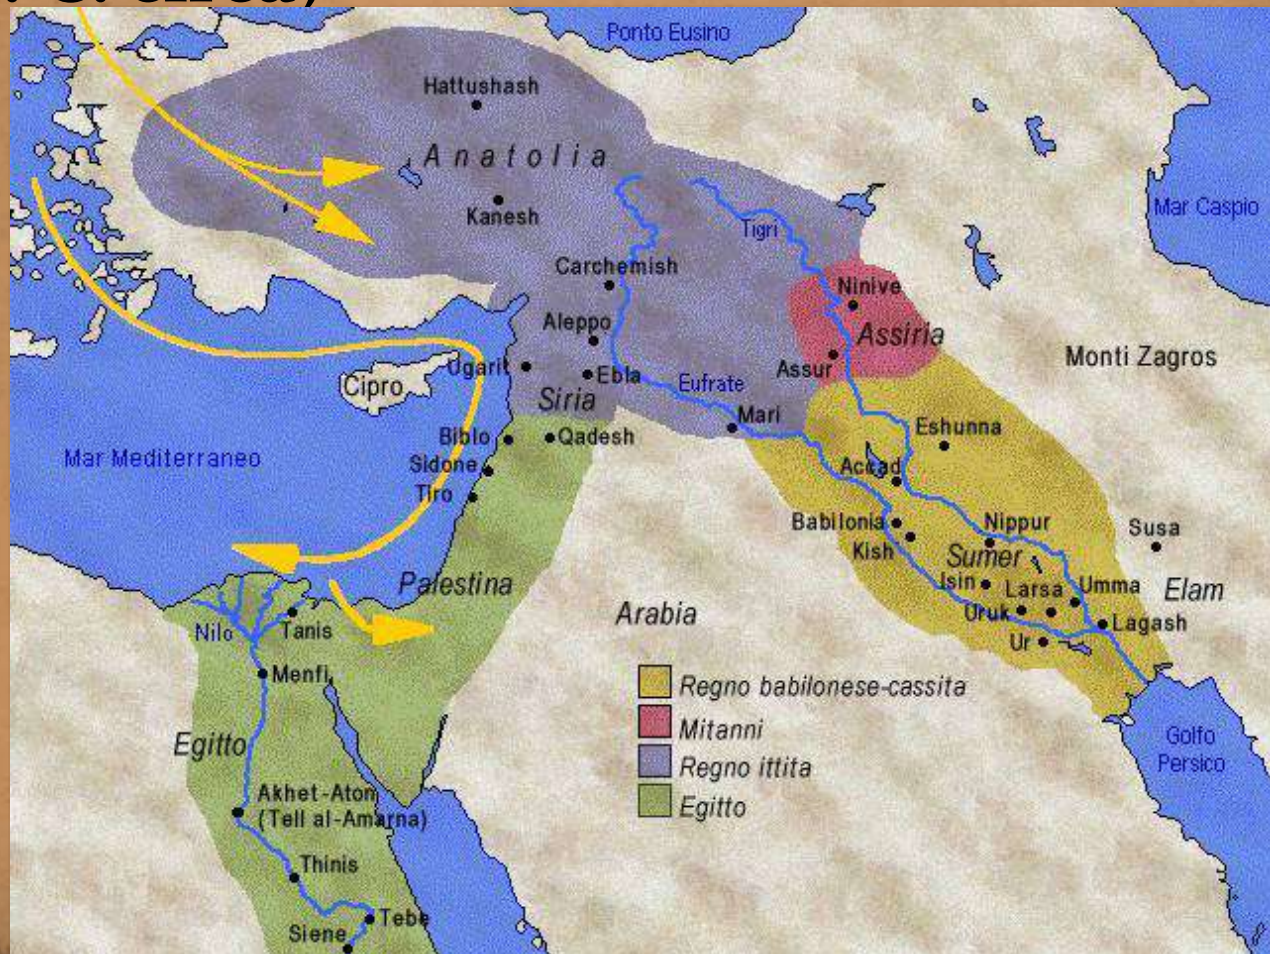 Ponto Eusino
Hattushash
Anatolia
Kanesh
Tigri
Mar Caspio
Carchemish
Ninive
Aleppo
Assiria
Monti Zagros
Ugarit
Cipro
Ebla
Assur
Eufrate
Siria
Mari
Biblo
Qadesh
Eshunna
Mar Mediterraneo
Sidone
Accad
Tiro
Babilonia
Nippur
Susa
Kish
Sumer
Palestina
Isin
Larsa
Umma
Elam
Arabia
Uruk
Lagash
Nilo
Tanis
Ur
Menfi
Regno babilonese-cassita
Mitanni
Egitto
Golfo
Persico
Regno ittita
Akhet-Aton
(Tell al-Amarna)
Egitto
Thinis
Tebe
Siene